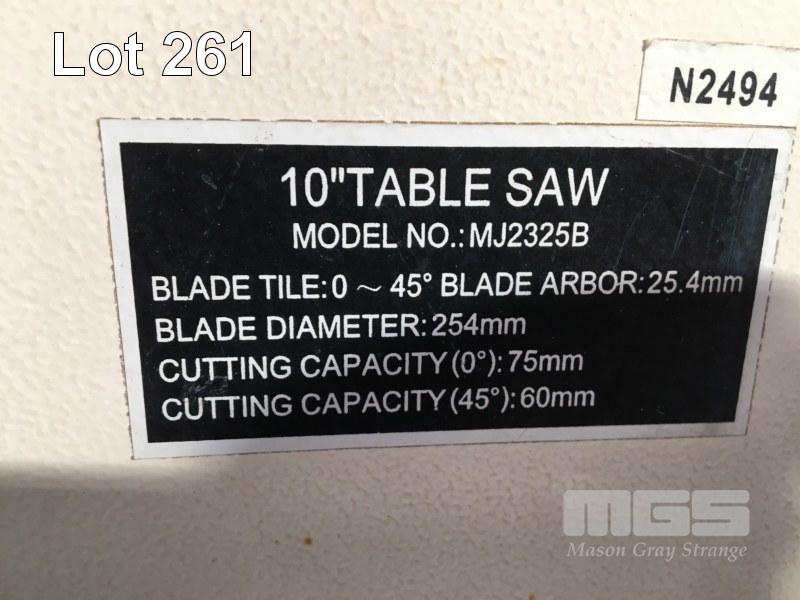 Lot 261
N2494
10"TABLE SAW
MODEL NO.:MJ2325B
BLADE TILE:0 ~ 45° BLADE ARBOR:25.4mm
BLADE DIAMETER:254mm
CUTTING CAPACITY(0°):75mm
CUTTING CAPACITY(45°):60mm
MGS
Mason Gray Strange